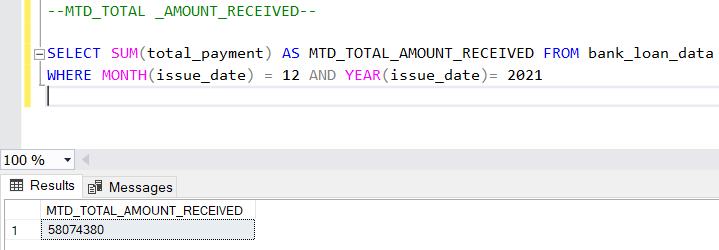 --MTD_TOTAL _AMOUNT_RECEIVED--
SELECT SUM(total_payment) AS MTD_TOTAL_AMOUNT_RECEIVED FROM bank_loan_data
WHERE MONTH(issue_date) = 12 AND YEAR(issue_date)= 2021
100 %
Results Messages
MTD_TOTAL_AMOUNT_RECEIVED
1 58074380